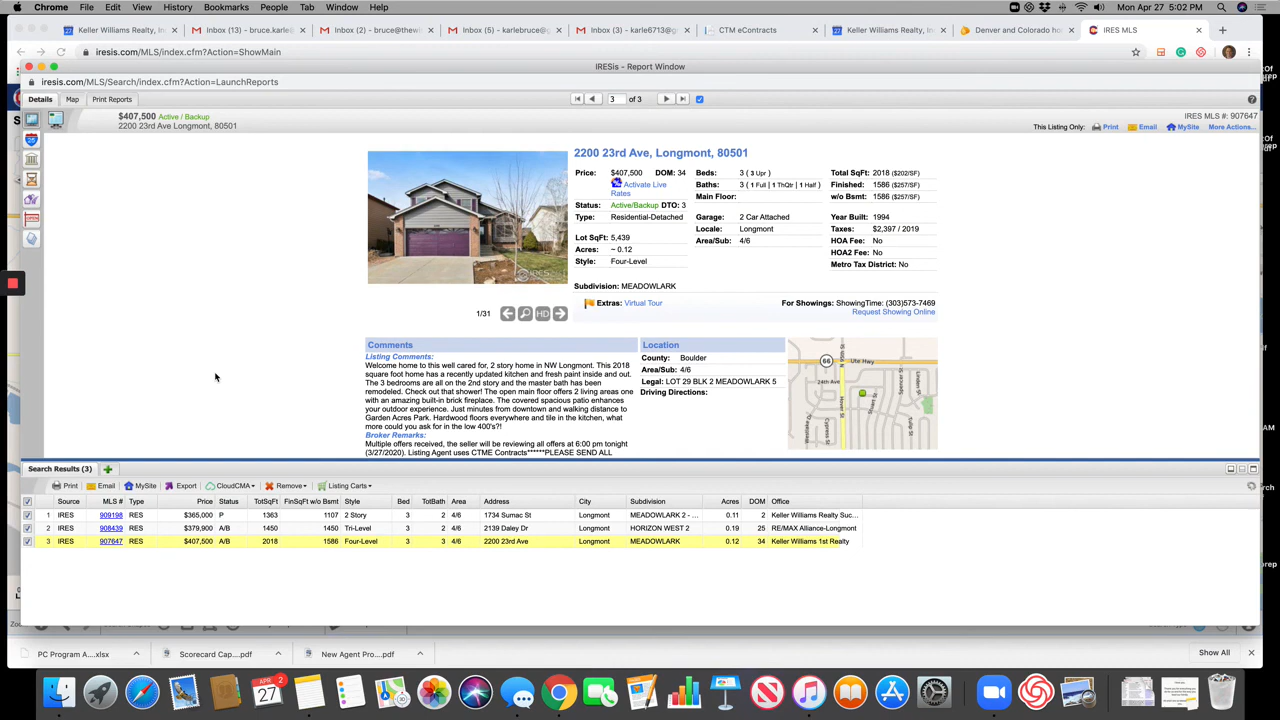 Chrome File Edit View History Bookmarks People Tab Window Help Mon Apr 27 5:02 PM
Keller Williams Realty, In Inbox (13) - bruce.karle@ Inbox (2) - bruce@thewi Inbox (5) - karlebruce@g Inbox (3) - karle6713@g CTM eContracts Keller Williams Realty, In Denver and Colorado ho IRES MLS
iresis.com/MLS/index.cfm?Action=ShowMain
IRESis - Report Window
iresis.com/MLS/Search/index.cfm?Action=LaunchReports
Details Map Print Reports 3 of 3
$407,500 Active / Backup IRES MLS #: 907647
2200 23rd Ave Longmont, 80501 This Listing Only: Print Email MySite More Actions...
2200 23rd Ave, Longmont, 80501
Price: $407,500 DOM: 34 Beds: 3 ( 3 Upr ) Total SqFt: 2018 ($202/SF)
Activate Live Rates Baths: 3 ( 1 Full | 1 ThQtr | 1 Half ) Finished: 1586 ($257/SF)
Main Floor: w/o Bsmt: 1586 ($257/SF)
Status: Active/Backup DTO: 3
Type: Residential-Detached Garage: 2 Car Attached Year Built: 1994
Locale: Longmont Taxes: $2,397 / 2019
Lot SqFt: 5,439 Area/Sub: 4/6 HOA Fee: No
Acres: ~ 0.12 HOA2 Fee: No
Style: Four-Level Metro Tax District: No
Subdivision: MEADOWLARK
Extras: Virtual Tour For Showings: ShowingTime: (303)573-7469
Request Showing Online
1/31 HD
Comments
Listing Comments:
Welcome home to this well cared for, 2 story home in NW Longmont. This 2018
square foot home has a recently updated kitchen and fresh paint inside and out.
The 3 bedrooms are all on the 2nd story and the master bath has been
remodeled. Check out that shower! The open main floor offers 2 living areas one
with an amazing built-in brick fireplace. The covered spacious patio enhances
your outdoor experience. Just minutes from downtown and walking distance to
Garden Acres Park. Hardwood floors everywhere and tile in the kitchen, what
more could you ask for in the low 400's?!
Broker Remarks:
Multiple offers received, the seller will be reviewing all offers at 6:00 pm tonight
(3/27/2020). Listing Agent uses CTME Contracts******PLEASE SEND ALL
Location
County: Boulder
Area/Sub: 4/6
Legal: LOT 29 BLK 2 MEADOWLARK 5
Driving Directions:
66 Ute Hwy
24th Ave
Search Results (3)
Print Email MySite Export CloudCMA Remove Listing Carts
Source MLS # Type Price Status TotSqFt FinSqFt w/o Bsmt Style Bed TotBath Area Address City Subdivision Acres DOM Office
1 IRES 909198 RES $365,000 P 1363 1107 2 Story 3 2 4/6 1734 Sumac St Longmont MEADOWLARK 2 - ... 0.11 2 Keller Williams Realty Suc...
2 IRES 908439 RES $379,900 A/B 1450 1450 Tri-Level 3 2 4/6 2139 Daley Dr Longmont HORIZON WEST 2 0.19 25 RE/MAX Alliance-Longmont
3 IRES 907647 RES $407,500 A/B 2018 1586 Four-Level 3 3 4/6 2200 23rd Ave Longmont MEADOWLARK 0.12 34 Keller Williams 1st Realty
PC Program A....xlsx Scorecard Cap....pdf New Agent Pro....pdf Show All
APR 27 2